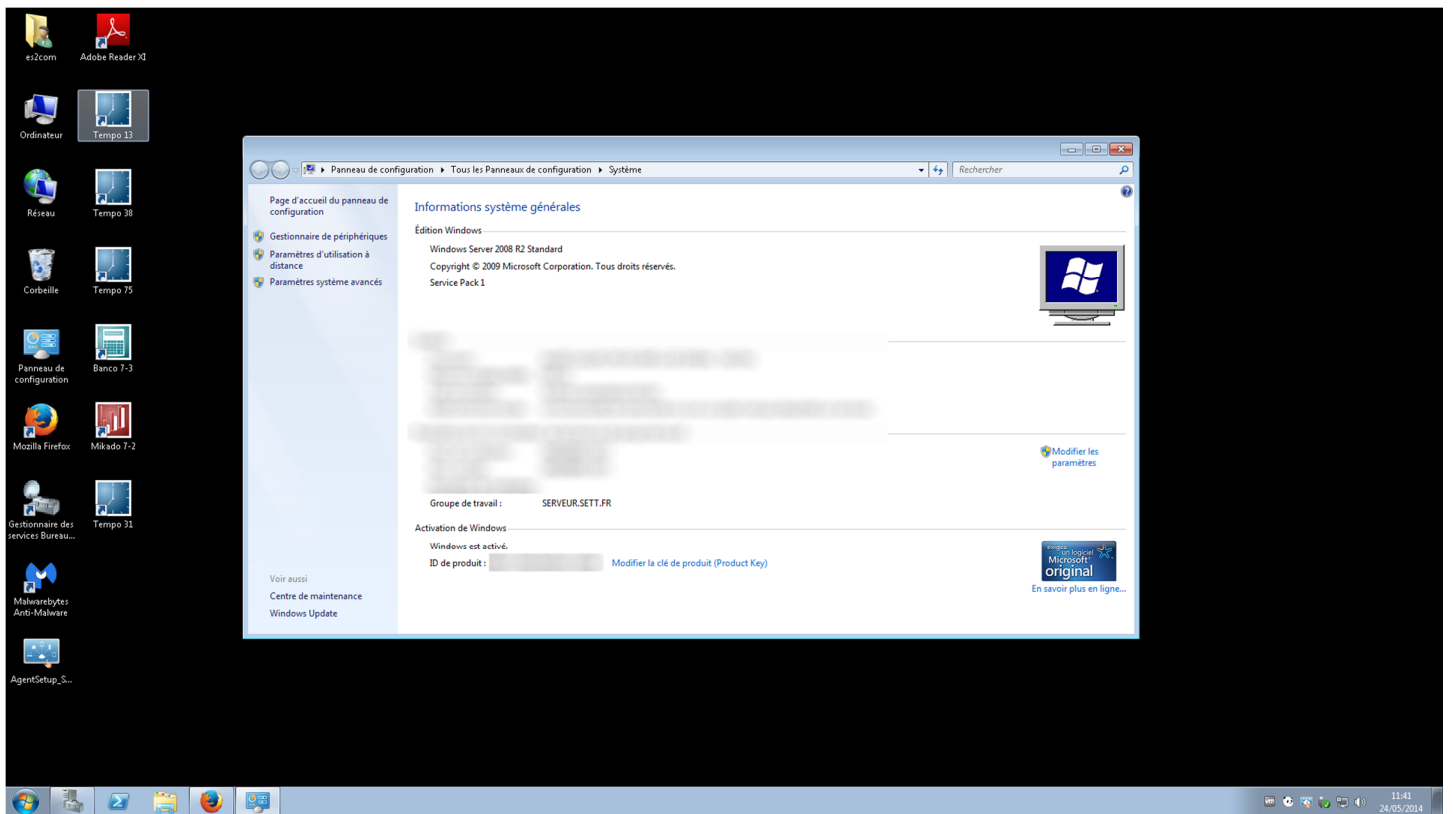 es2com
Adobe Reader XI
Ordinateur
Tempo 13
Réseau
Tempo 38
Corbeille
Tempo 75
Panneau de
configuration
Banco 7-3
Mozilla Firefox
Mikado 7-2
Gestionnaire des
services Bureau...
Tempo 31
Malwarebytes
Anti-Malware
AgentSetup_S...
Panneau de configuration
Tous les Panneaux de configuration
Système
Rechercher
Page d'accueil du panneau de
configuration
Gestionnaire de périphériques
Paramètres d'utilisation à
distance
Paramètres système avancés
Voir aussi
Centre de maintenance
Windows Update
Informations système générales
Édition Windows
Windows Server 2008 R2 Standard
Copyright © 2009 Microsoft Corporation. Tous droits réservés.
Service Pack 1
Modifier les
paramètres
Groupe de travail : SERVEUR.SETT.FR
Activation de Windows
Windows est activé.
ID de produit : Modifier la clé de produit (Product Key)
exigez
un logiciel
Microsoft
original
En savoir plus en ligne...
11:41
24/05/2014